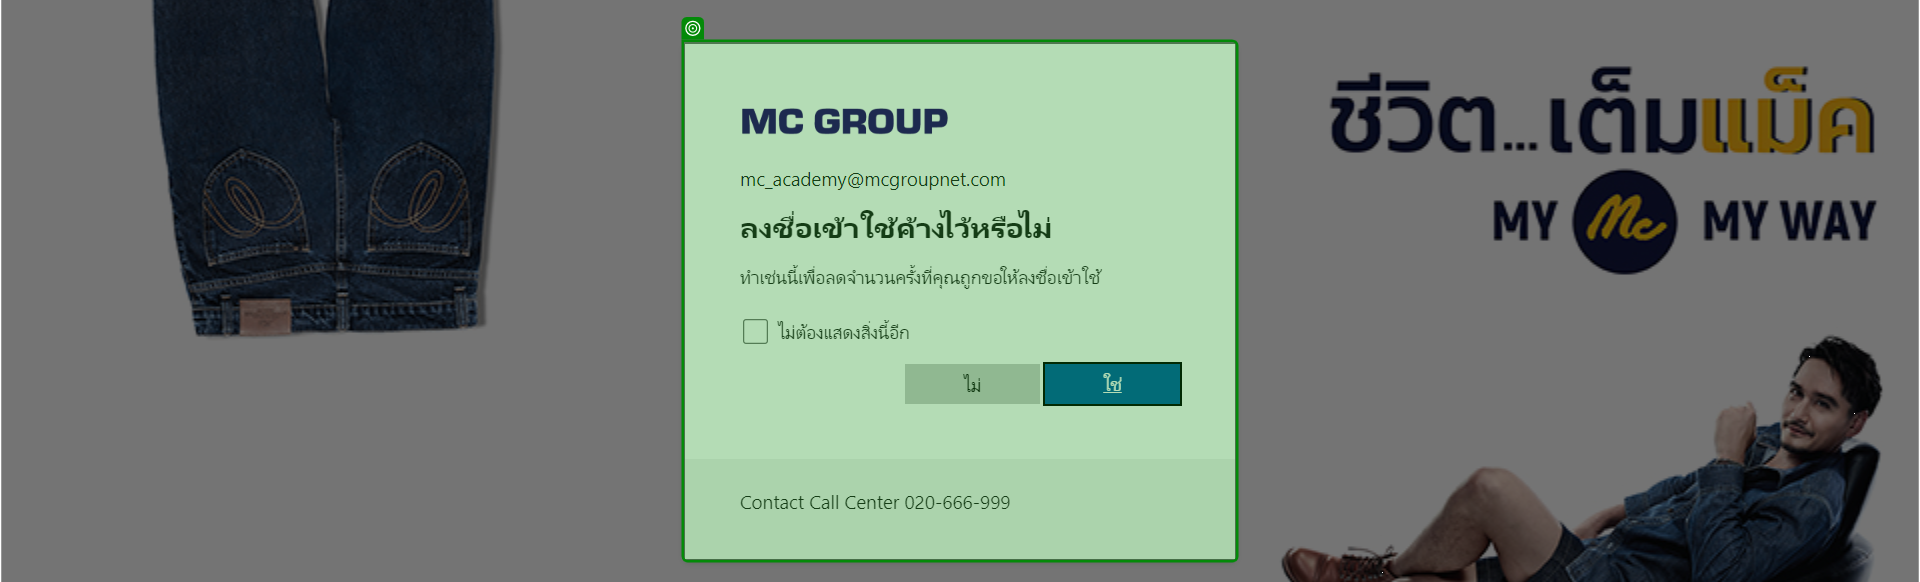 MC GROUP
mc_academy@mcgroupnet.com
ลงชื่อเข้าใช้ค้างไว้หรือไม่
ทำเช่นนี้เพื่อลดจำนวนครั้งที่คุณถูกขอให้ลงชื่อเข้าใช้
ไม่ต้องแสดงสิ่งนี้อีก
ไม่ ใช่
Contact Call Center 020-666-999
ชีวิต...เต็มแม็ค
MY Mc MY WAY